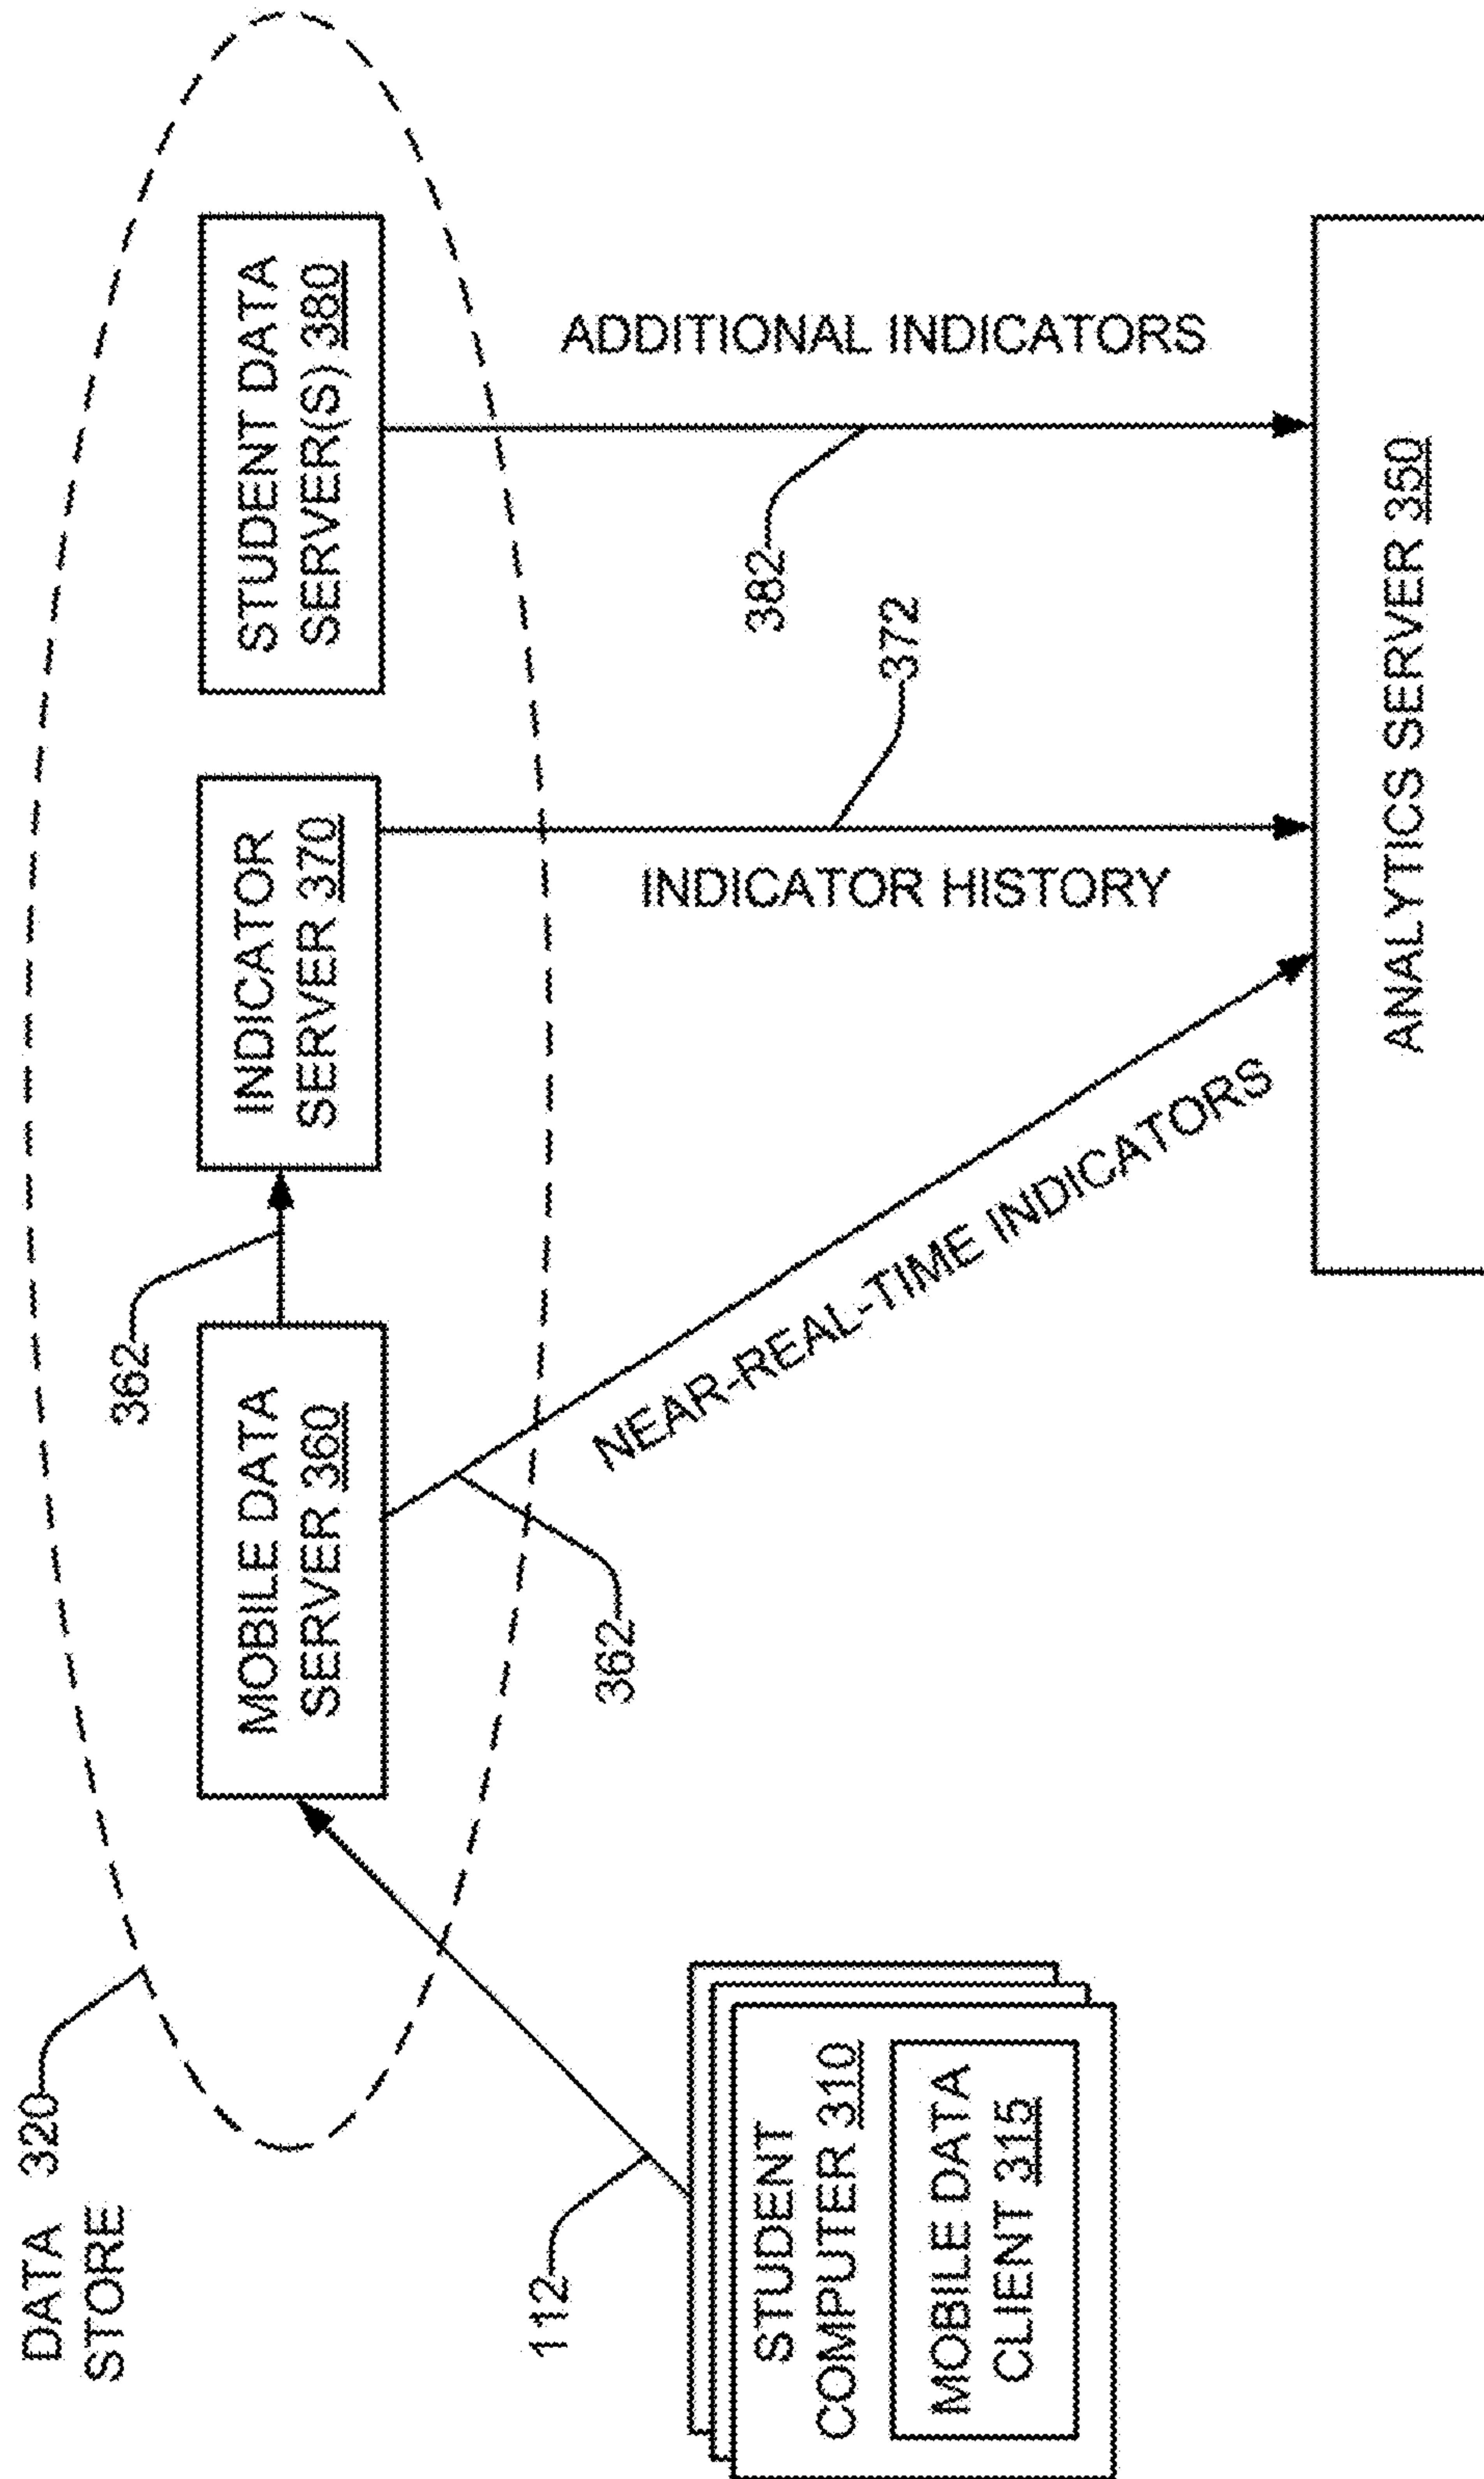 DATA 320
STORE
362
MOBILE DATA
SERVER 360
INDICATOR
SERVER 370
STUDENT DATA
SERVER(S) 380
112
362
382
ADDITIONAL INDICATORS
372
INDICATOR HISTORY
NEAR-REAL-TIME INDICATORS
STUDENT
COMPUTER 310
MOBILE DATA
CLIENT 315
ANALYTICS SERVER 350